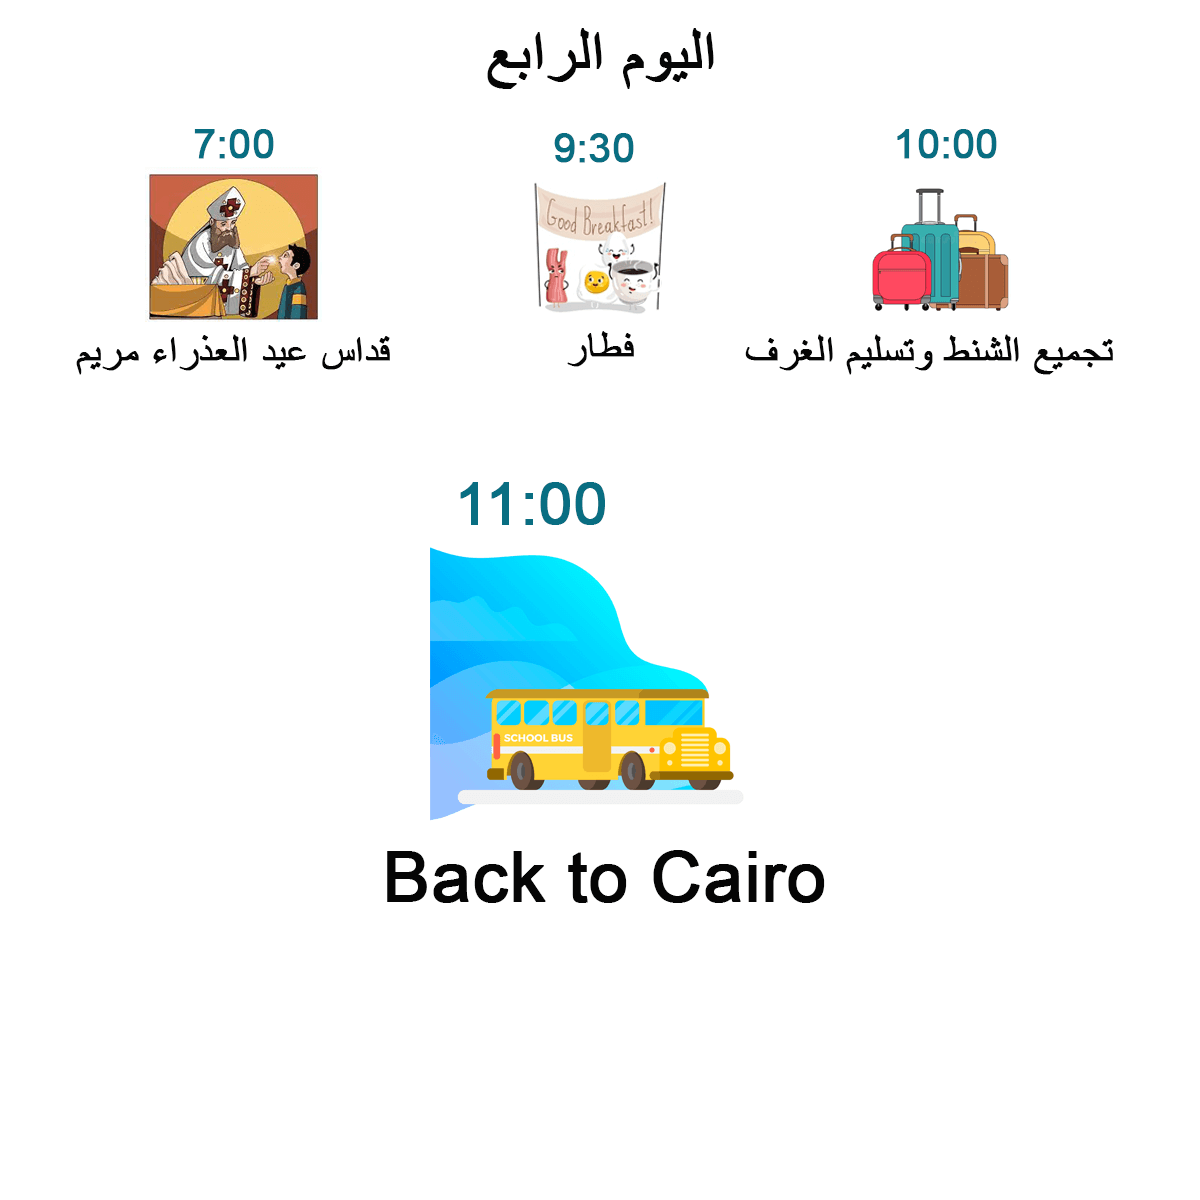 اليوم الرابع
7:00
قداس عيد العذراء مريم
9:30
Good Breakfast!
فطار
10:00
تجميع الشنط وتسليم الغرف
11:00
SCHOOL BUS
Back to Cairo